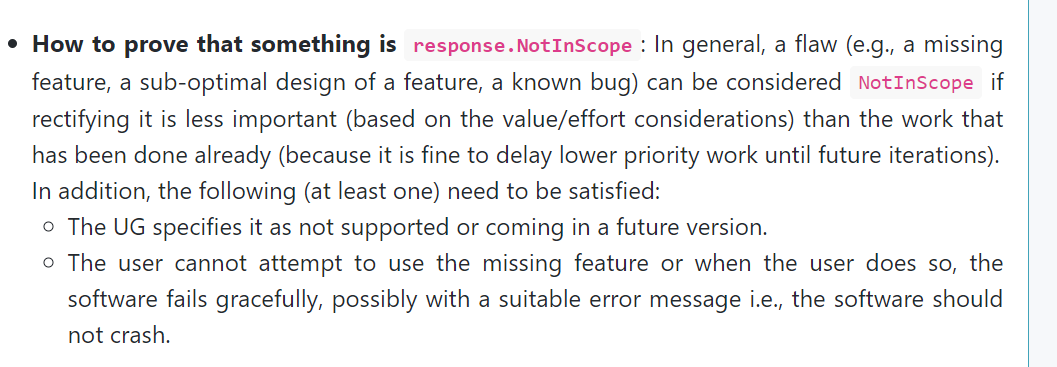 • How to prove that something is response.NotInScope : In general, a flaw (e.g., a missing
feature, a sub-optimal design of a feature, a known bug) can be considered NotInScope if
rectifying it is less important (based on the value/effort considerations) than the work that
has been done already (because it is fine to delay lower priority work until future iterations).
In addition, the following (at least one) need to be satisfied:
○ The UG specifies it as not supported or coming in a future version.
○ The user cannot attempt to use the missing feature or when the user does so, the
software fails gracefully, possibly with a suitable error message i.e., the software should
not crash.